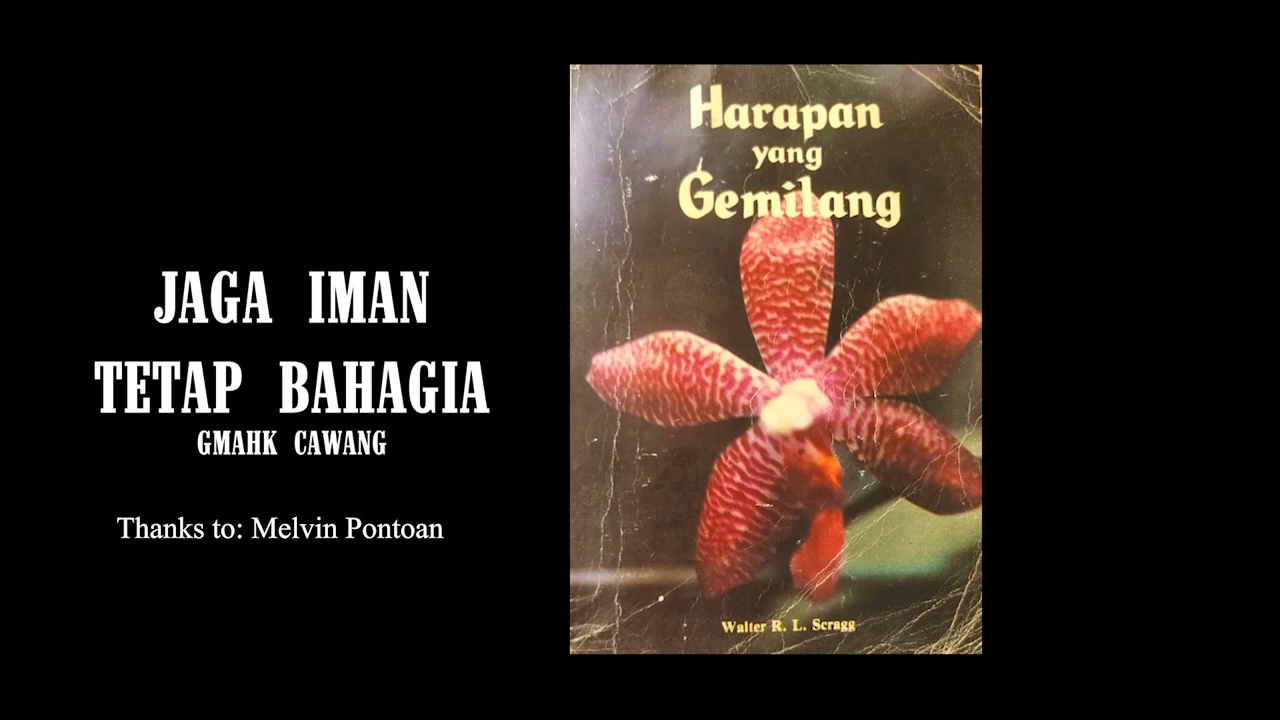 JAGA IMAN
TETAP BAHAGIA
GMAHK CAWANG
Thanks to: Melvin Pontoan
Harapan
yang
Gemilang
Walter R. L. Scragg